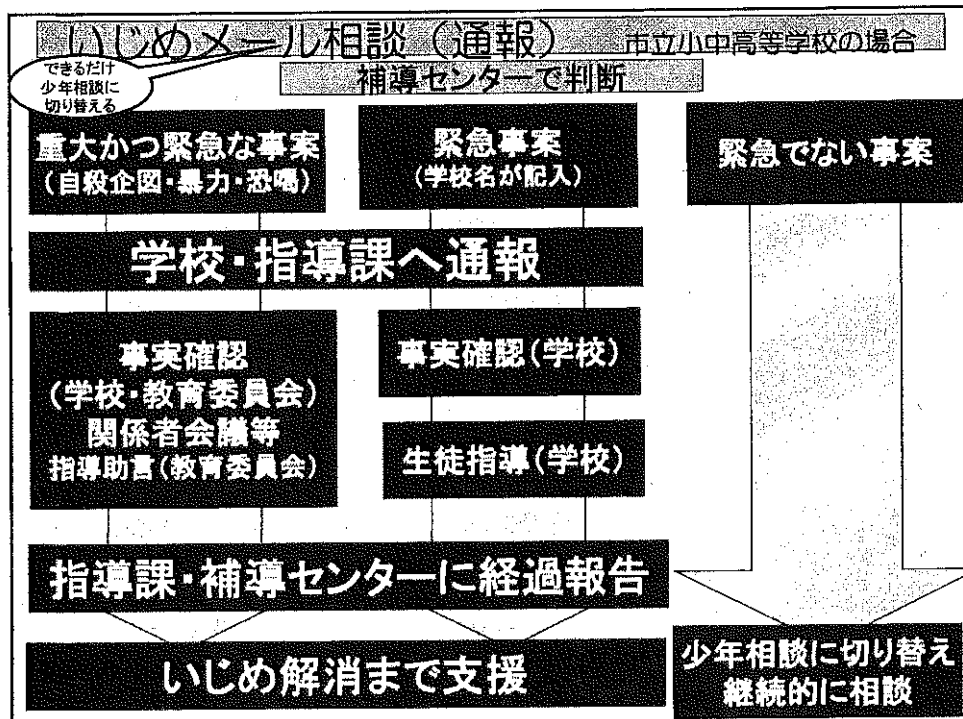 いじめメール相談（通報） 市立小中高等学校の場合
できるだけ
少年相談に
切り替える
補導センターで判断
重大かつ緊急な事案
（自殺企図・暴力・恐喝）
緊急事案
（学校名が記入）
緊急でない事案
学校・指導課へ通報
事実確認
（学校・教育委員会）
関係者会議等
指導助言（教育委員会）
事実確認（学校）
生徒指導（学校）
指導課・補導センターに経過報告
いじめ解消まで支援
少年相談に切り替え
継続的に相談